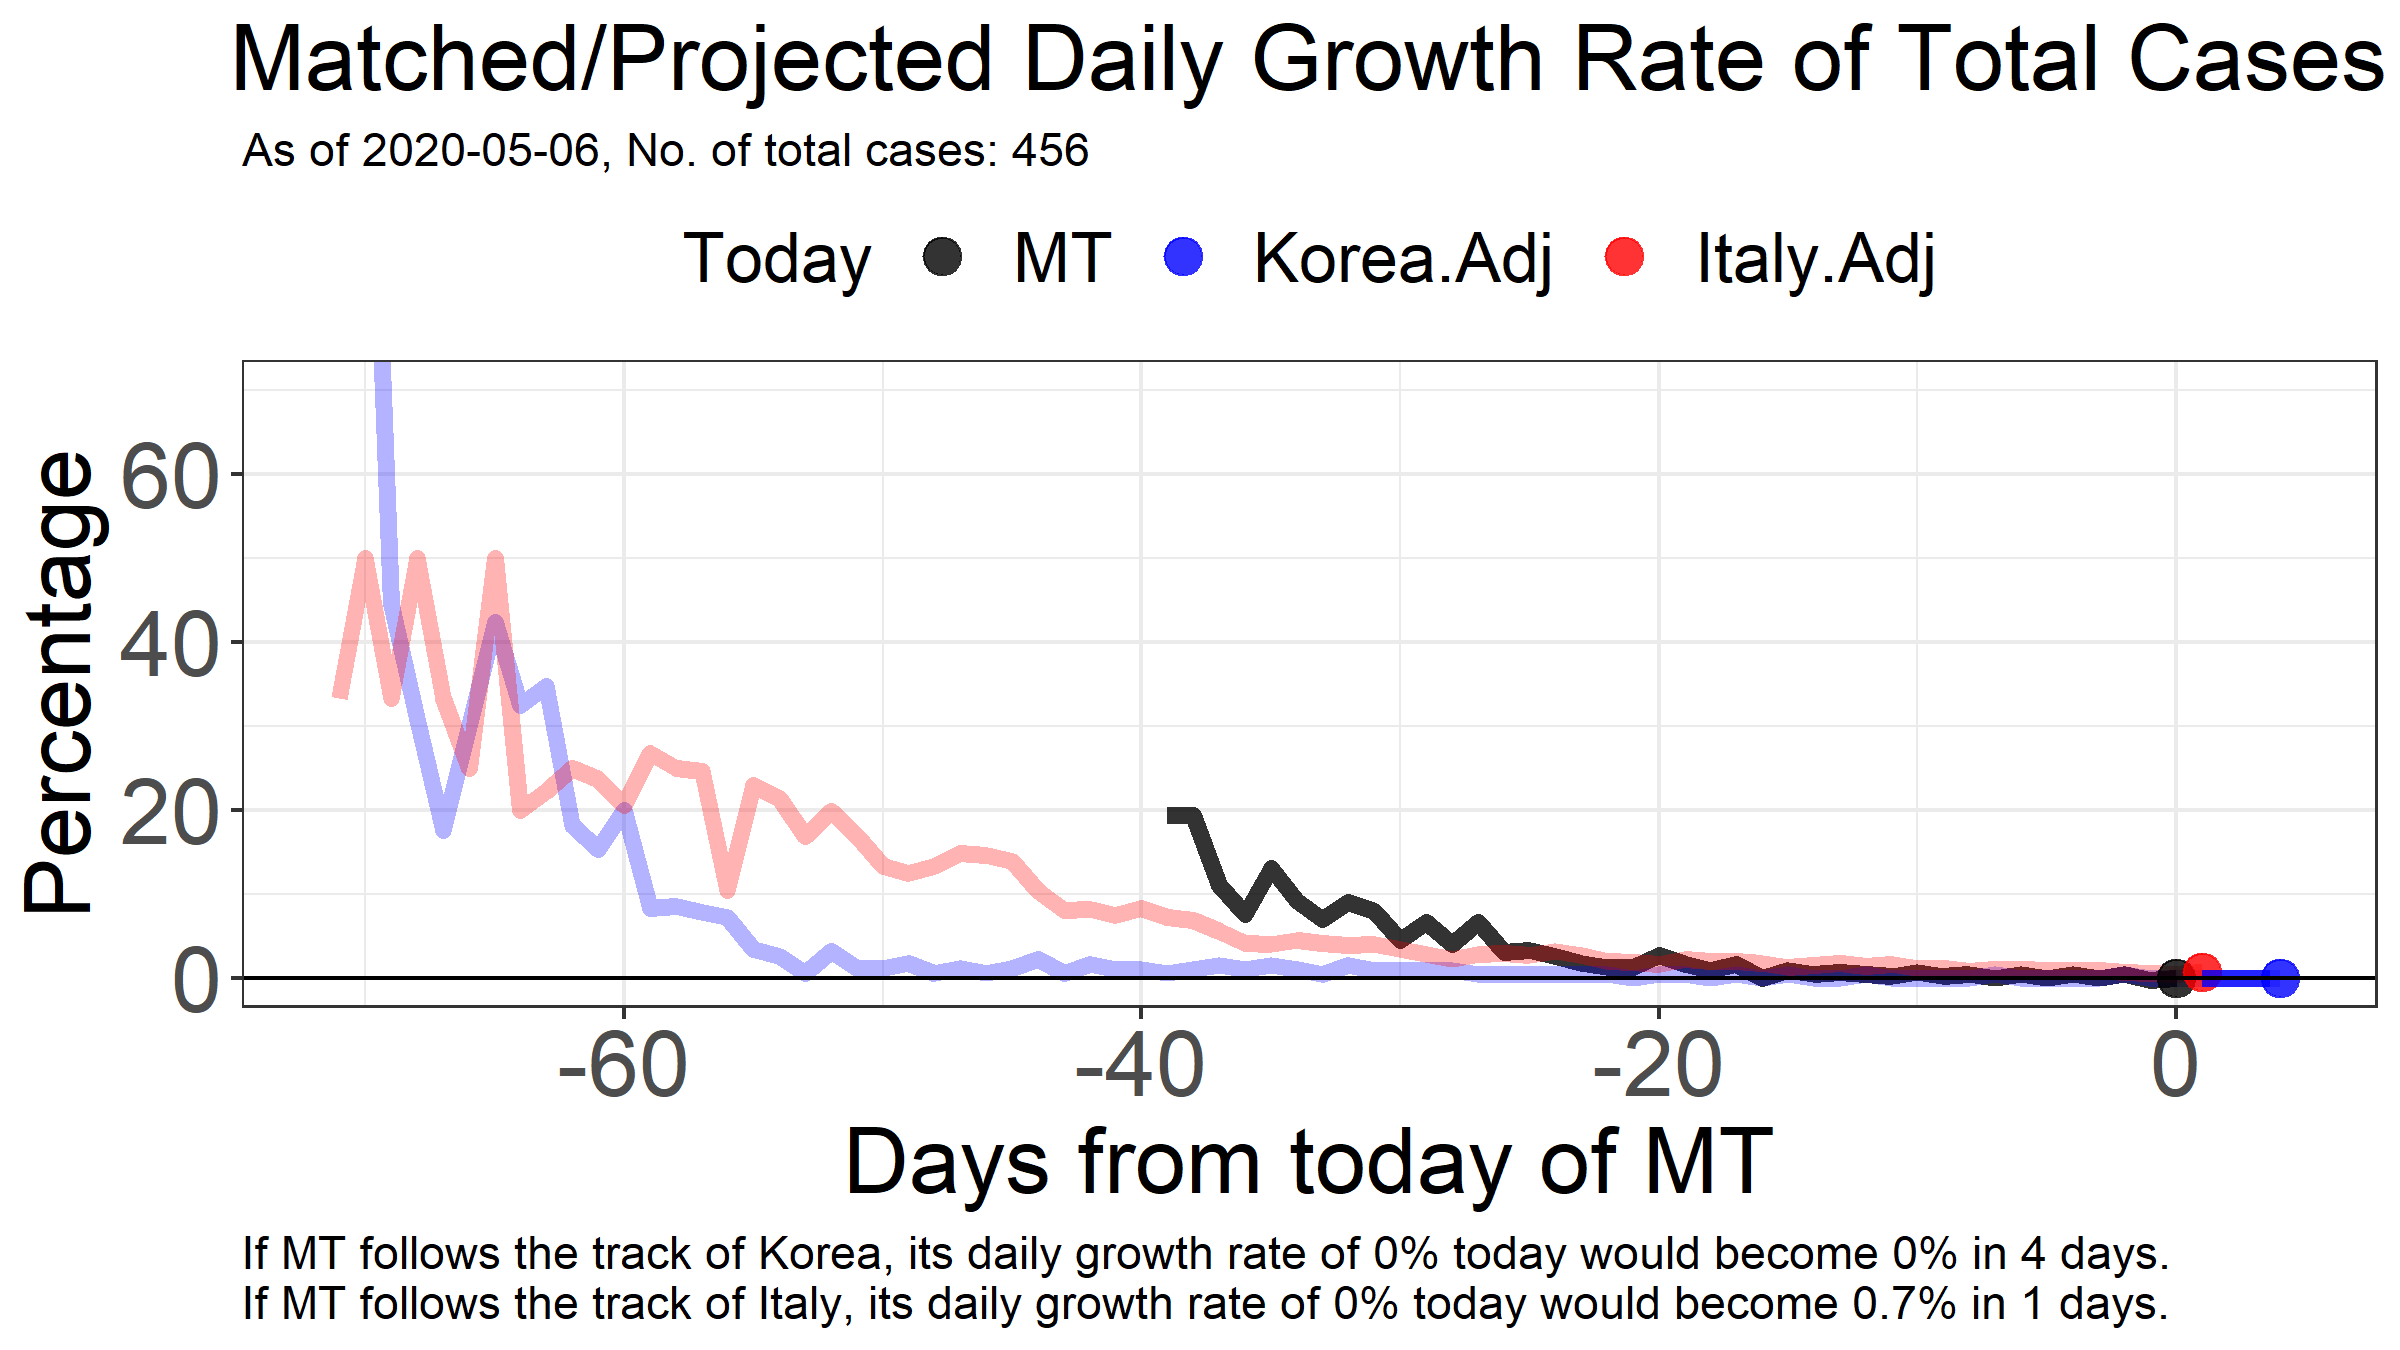 Matched/Projected Daily Growth Rate of Total Cases
As of 2020-05-06, No. of total cases: 456
Today MT Korea.Adj Italy.Adj
Percentage
60
40
20
0
-60 -40 -20 0
Days from today of MT
If MT follows the track of Korea, its daily growth rate of 0% today would become 0% in 4 days.
If MT follows the track of Italy, its daily growth rate of 0% today would become 0.7% in 1 days.